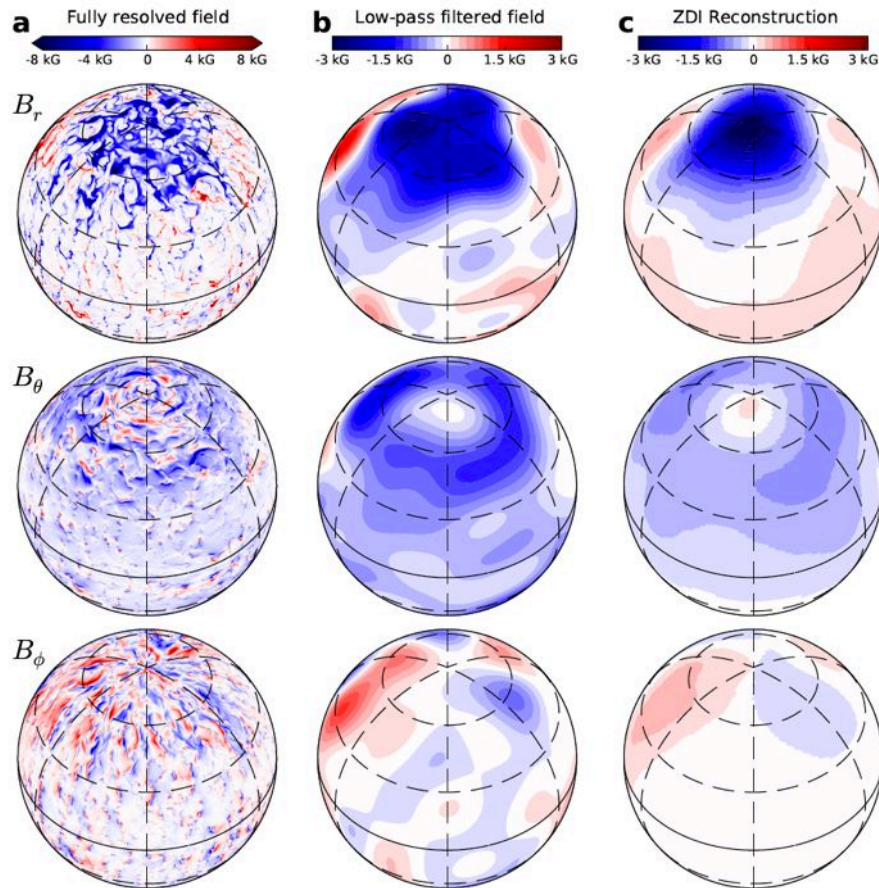 a Fully resolved field
-8 kG -4 kG 0 4 kG 8 kG
b Low-pass filtered field
-3 kG -1.5 kG 0 1.5 kG 3 kG
c ZDI Reconstruction
-3 kG -1.5 kG 0 1.5 kG 3 kG
B_r
B_θ
B_ϕ